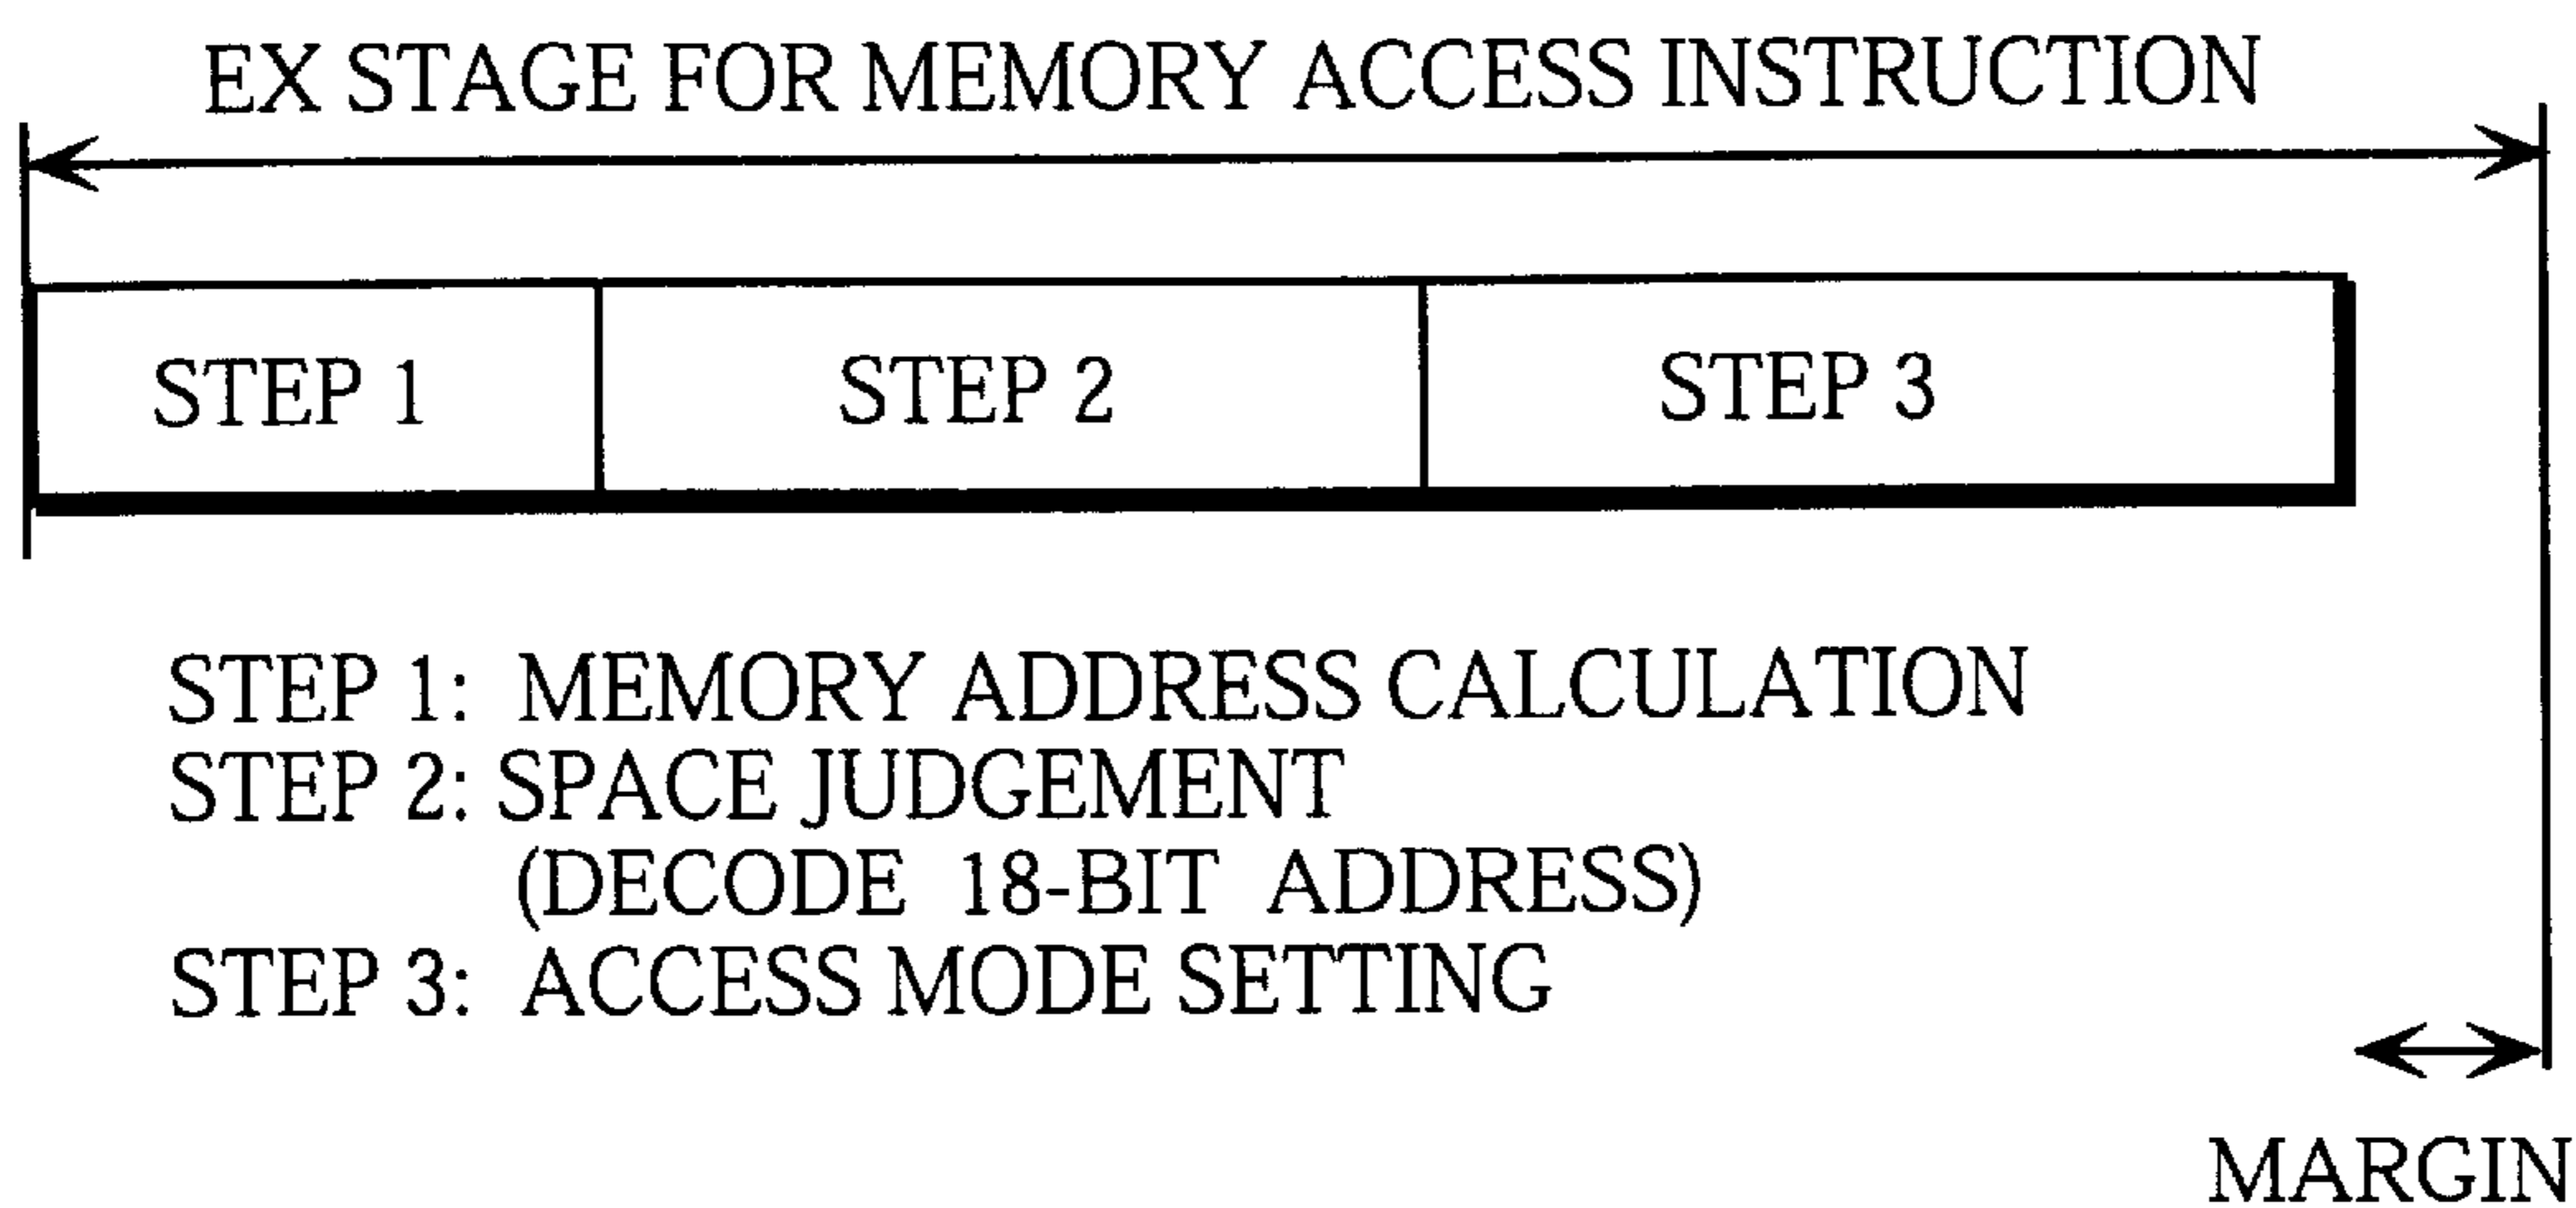 EX STAGE FOR MEMORY ACCESS INSTRUCTION
STEP 1 STEP 2 STEP 3
STEP 1: MEMORY ADDRESS CALCULATION
STEP 2: SPACE JUDGEMENT
(DECODE 18-BIT ADDRESS)
STEP 3: ACCESS MODE SETTING
MARGIN